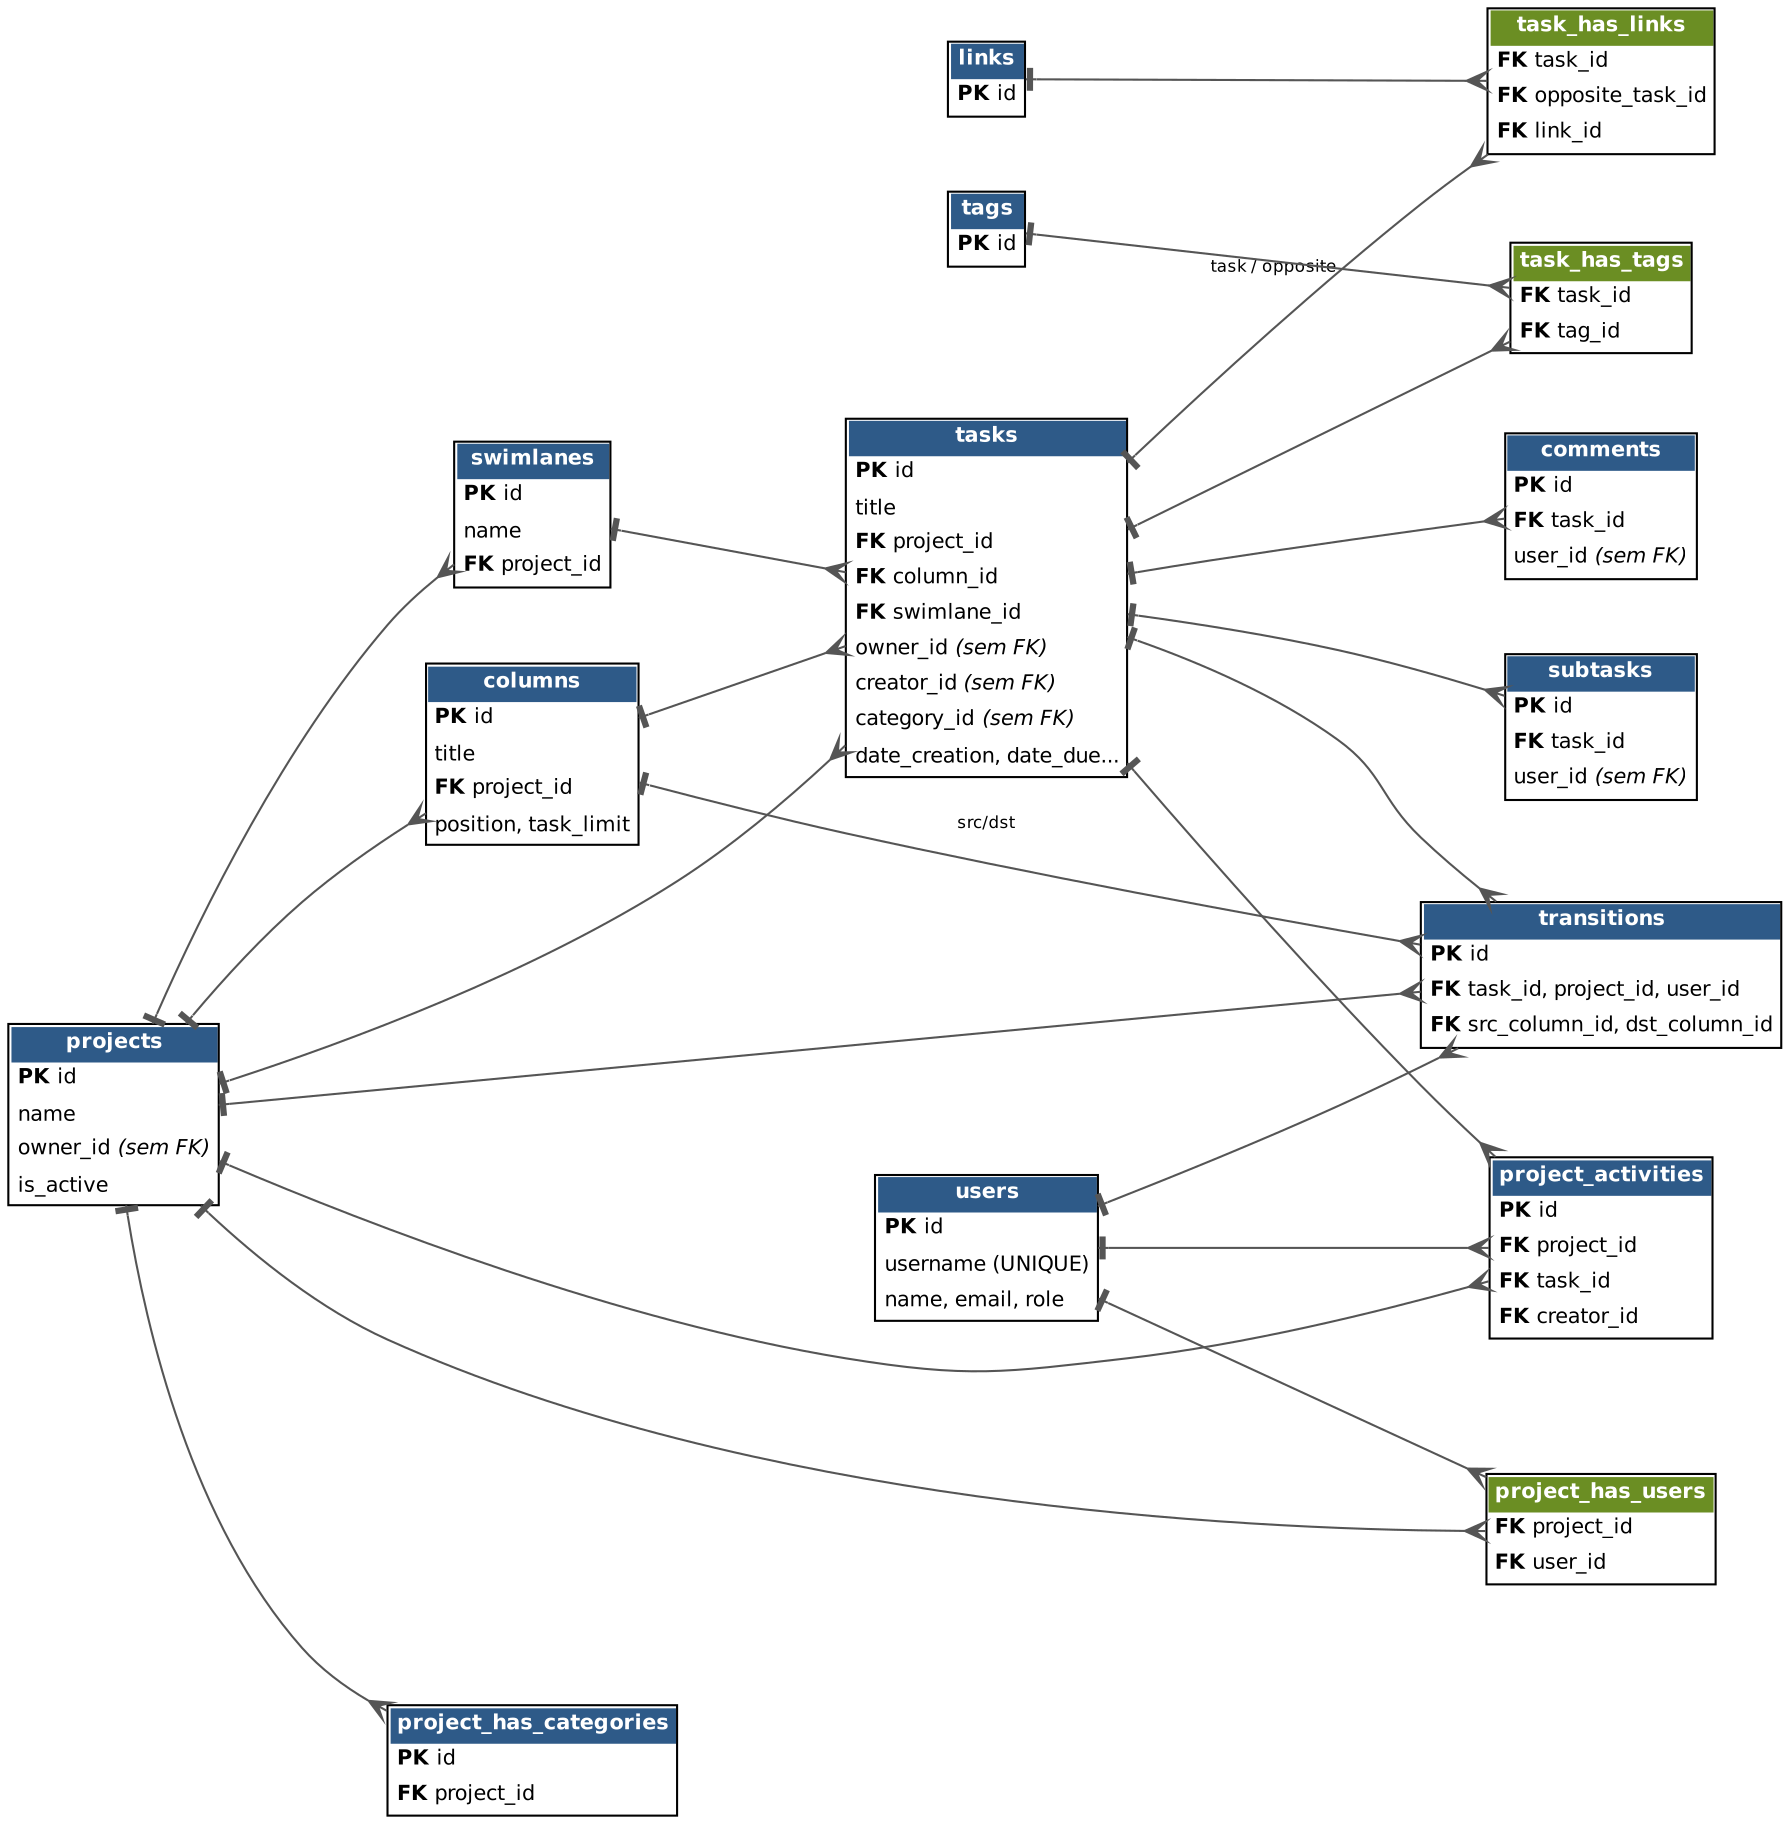 task_has_links
FK task_id
FK opposite_task_id
FK link_id
links
PK id
tags
PK id
task / opposite
task_has_tags
FK task_id
FK tag_id
swimlanes
PK id
name
FK project_id
tasks
PK id
title
FK project_id
FK column_id
FK swimlane_id
owner_id (sem FK)
creator_id (sem FK)
category_id (sem FK)
date_creation, date_due...
comments
PK id
FK task_id
user_id (sem FK)
columns
PK id
title
FK project_id
position, task_limit
subtasks
PK id
FK task_id
user_id (sem FK)
src/dst
transitions
PK id
FK task_id, project_id, user_id
FK src_column_id, dst_column_id
projects
PK id
name
owner_id (sem FK)
is_active
users
PK id
username (UNIQUE)
name, email, role
project_activities
PK id
FK project_id
FK task_id
FK creator_id
project_has_users
FK project_id
FK user_id
project_has_categories
PK id
FK project_id